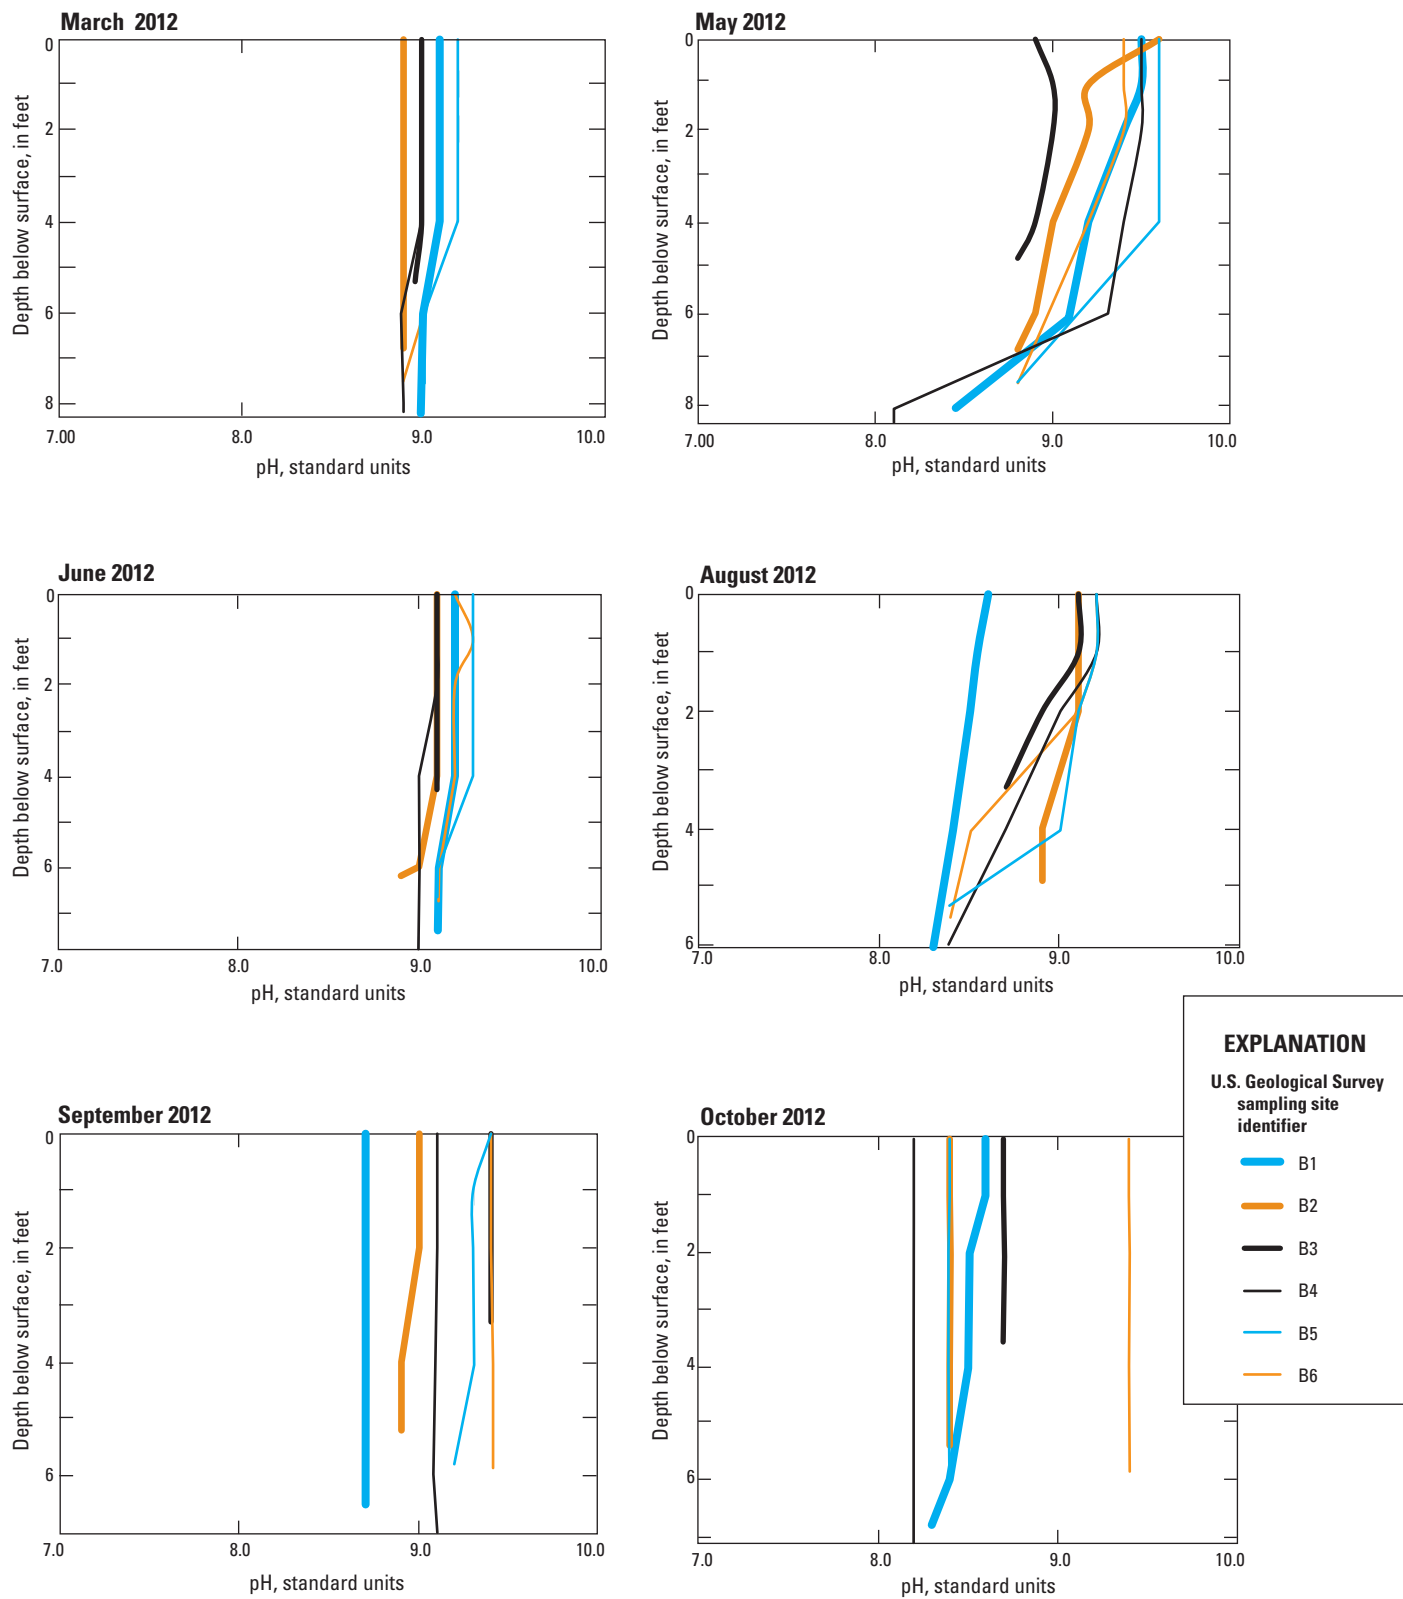 March 2012
0
2
4
6
8
Depth below surface, in feet
7.00
8.0
9.0
10.0
pH, standard units
May 2012
0
2
4
6
8
Depth below surface, in feet
7.00
8.0
9.0
10.0
pH, standard units
June 2012
0
2
4
6
Depth below surface, in feet
7.0
8.0
9.0
10.0
pH, standard units
August 2012
0
2
4
6
Depth below surface, in feet
7.0
8.0
9.0
10.0
pH, standard units
September 2012
0
2
4
6
Depth below surface, in feet
7.0
8.0
9.0
10.0
pH, standard units
October 2012
0
2
4
6
Depth below surface, in feet
7.0
8.0
9.0
10.0
pH, standard units
EXPLANATION
U.S. Geological Survey
sampling site
identifier
B1
B2
B3
B4
B5
B6